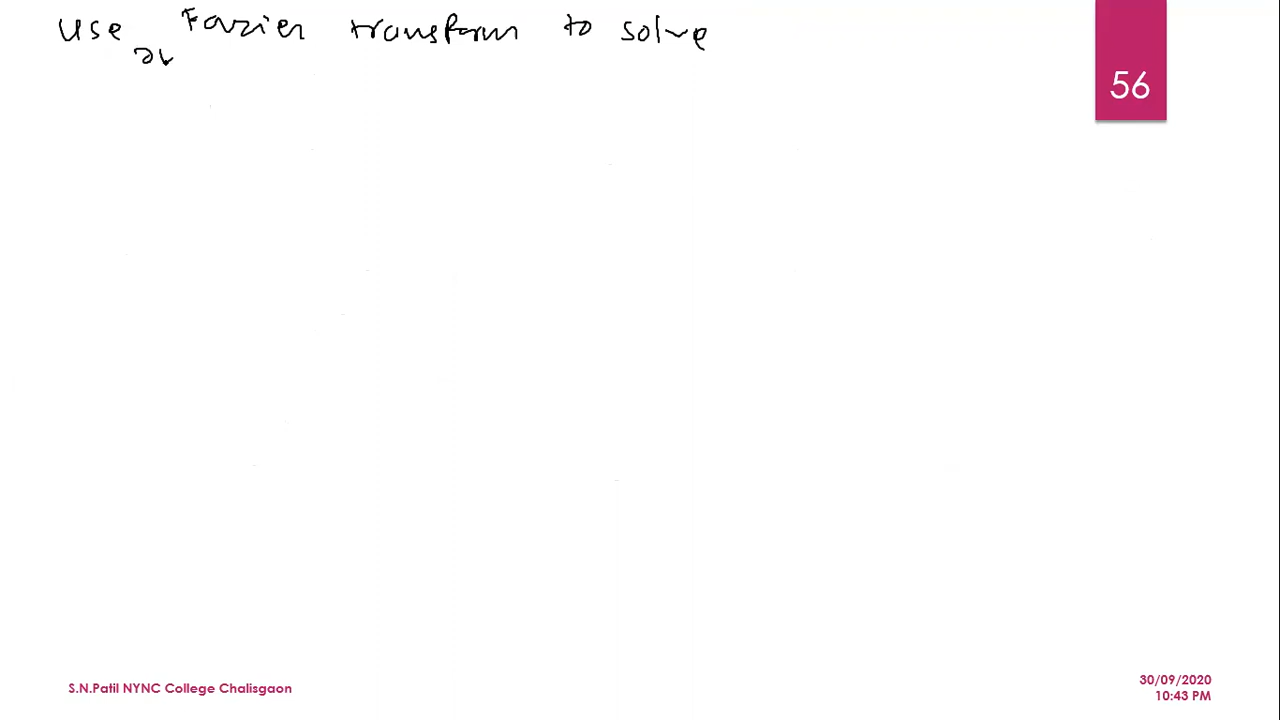 Use Fourier transform to solve
∂u
56
S.N.Patil NYNC College Chalisgaon
30/09/2020
10:43 PM